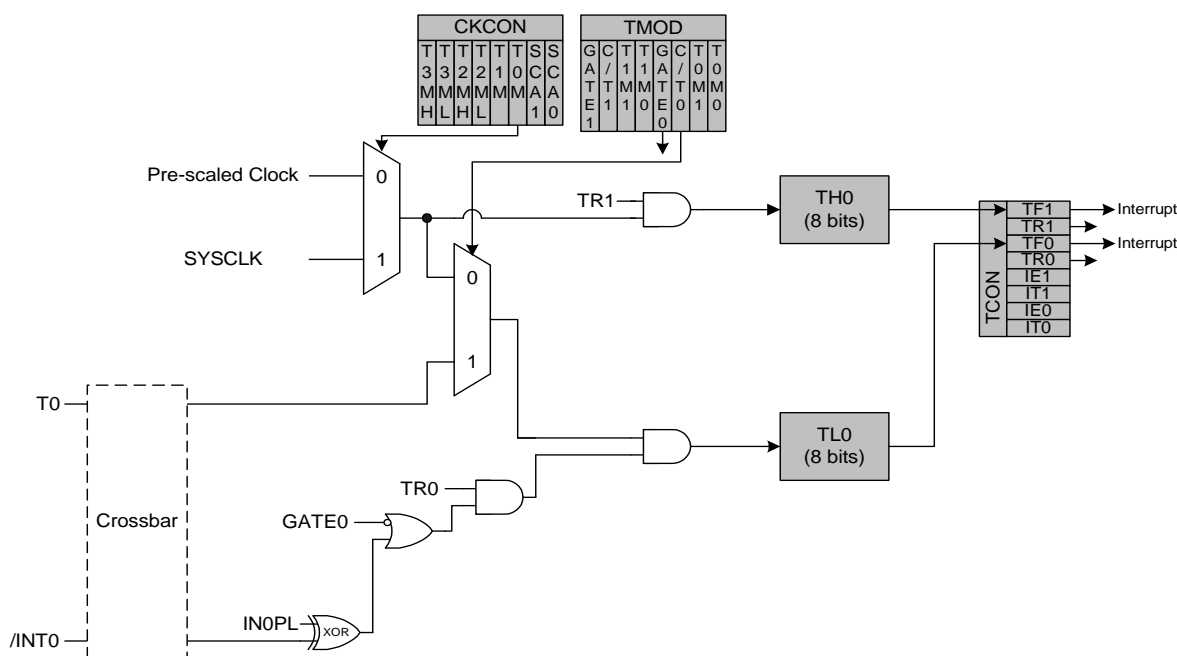 CKCON
T3MH
T3ML
T2MH
T2ML
T1M
T0M
SCA1
SCA0
TMOD
GATE1
C/T1
T1M1
T1M0
GATE0
C/T0
T0M1
T0M0
Pre-scaled Clock
0
SYSCLK
1
TR1
TH0
(8 bits)
TCON
TF1
TR1
TF0
TR0
IE1
IT1
IE0
IT0
Interrupt
Interrupt
0
1
T0
Crossbar
/INT0
TR0
GATE0
IN0PL
XOR
TL0
(8 bits)